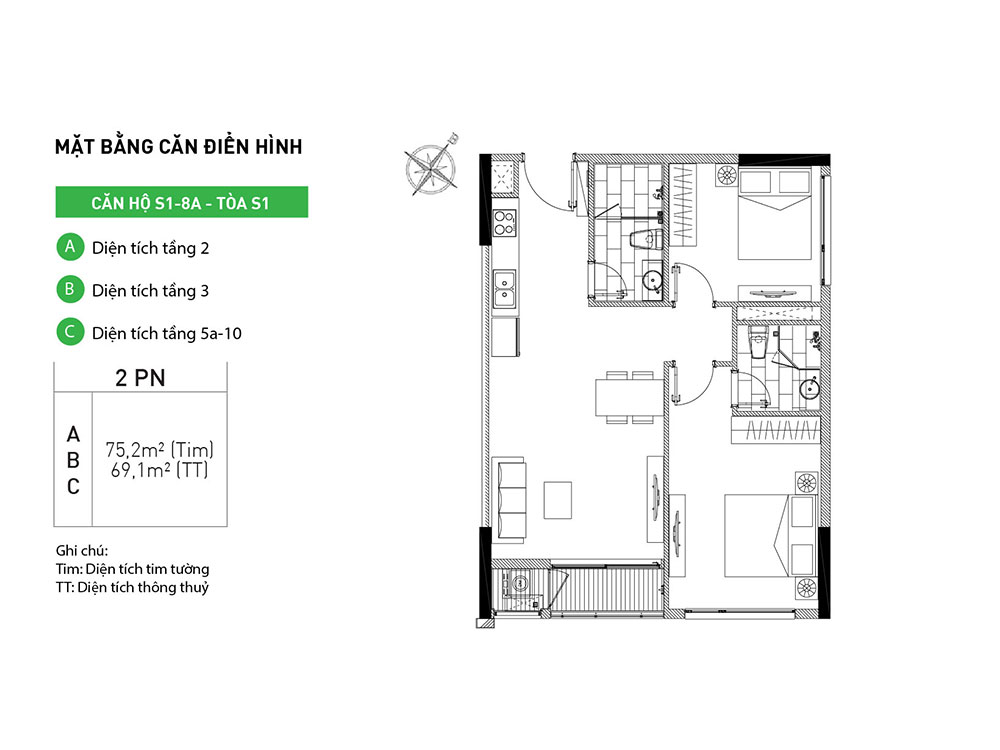 MẶT BẰNG CĂN ĐIỂN HÌNH
CĂN HỘ S1-8A - TÒA S1
A Diện tích tầng 2
B Diện tích tầng 3
C Diện tích tầng 5a-10
2 PN
A
B
C
75,2m² (Tim)
69,1m² (TT)
Ghi chú:
Tim: Diện tích tim tường
TT: Diện tích thông thuỷ
B